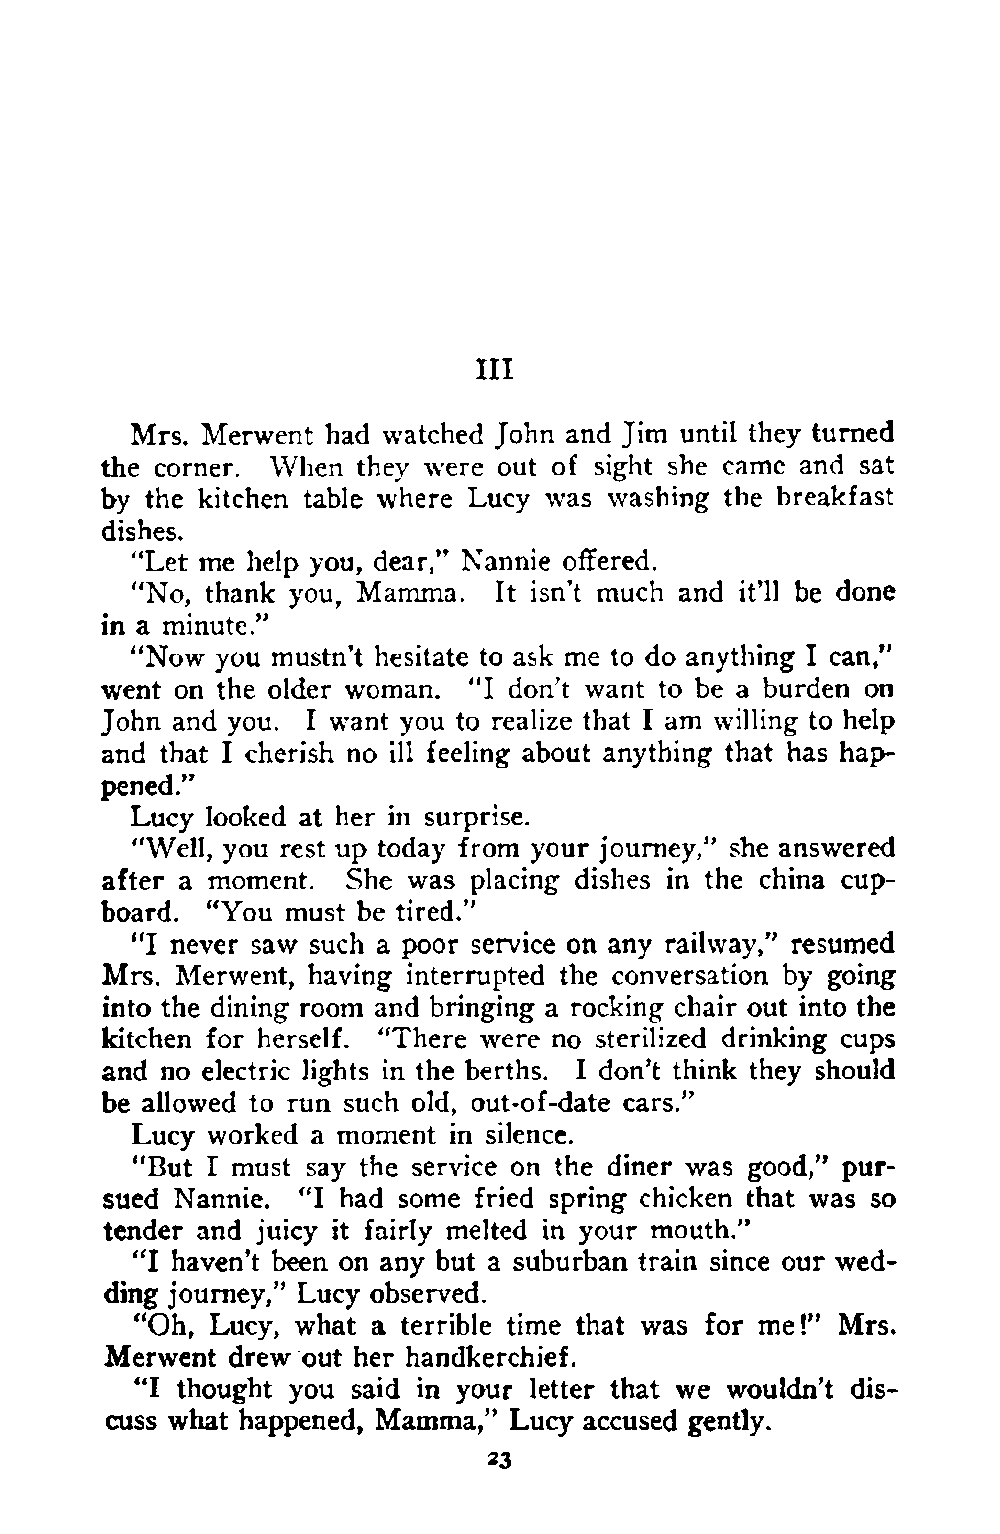 III
Mrs. Merwent had watched John and Jim until they turned
the corner. When they were out of sight she came and sat
by the kitchen table where Lucy was washing the breakfast
dishes.
“Let me help you, dear,” Nannie offered.
“No, thank you, Mamma. It isn’t much and it’ll be done
in a minute.”
“Now you mustn’t hesitate to ask me to do anything I can,”
went on the older woman. “I don’t want to be a burden on
John and you. I want you to realize that I am willing to help
and that I cherish no ill feeling about anything that has hap-
pened.”
Lucy looked at her in surprise.
“Well, you rest up today from your journey,” she answered
after a moment. She was placing dishes in the china cup-
board. “You must be tired.”
“I never saw such a poor service on any railway,” resumed
Mrs. Merwent, having interrupted the conversation by going
into the dining room and bringing a rocking chair out into the
kitchen for herself. “There were no sterilized drinking cups
and no electric lights in the berths. I don’t think they should
be allowed to run such old, out-of-date cars.”
Lucy worked a moment in silence.
“But I must say the service on the diner was good,” pur-
sued Nannie. “I had some fried spring chicken that was so
tender and juicy it fairly melted in your mouth.”
“I haven’t been on any but a suburban train since our wed-
ding journey,” Lucy observed.
“Oh, Lucy, what a terrible time that was for me!” Mrs.
Merwent drew out her handkerchief.
“I thought you said in your letter that we wouldn’t dis-
cuss what happened, Mamma,” Lucy accused gently.
23